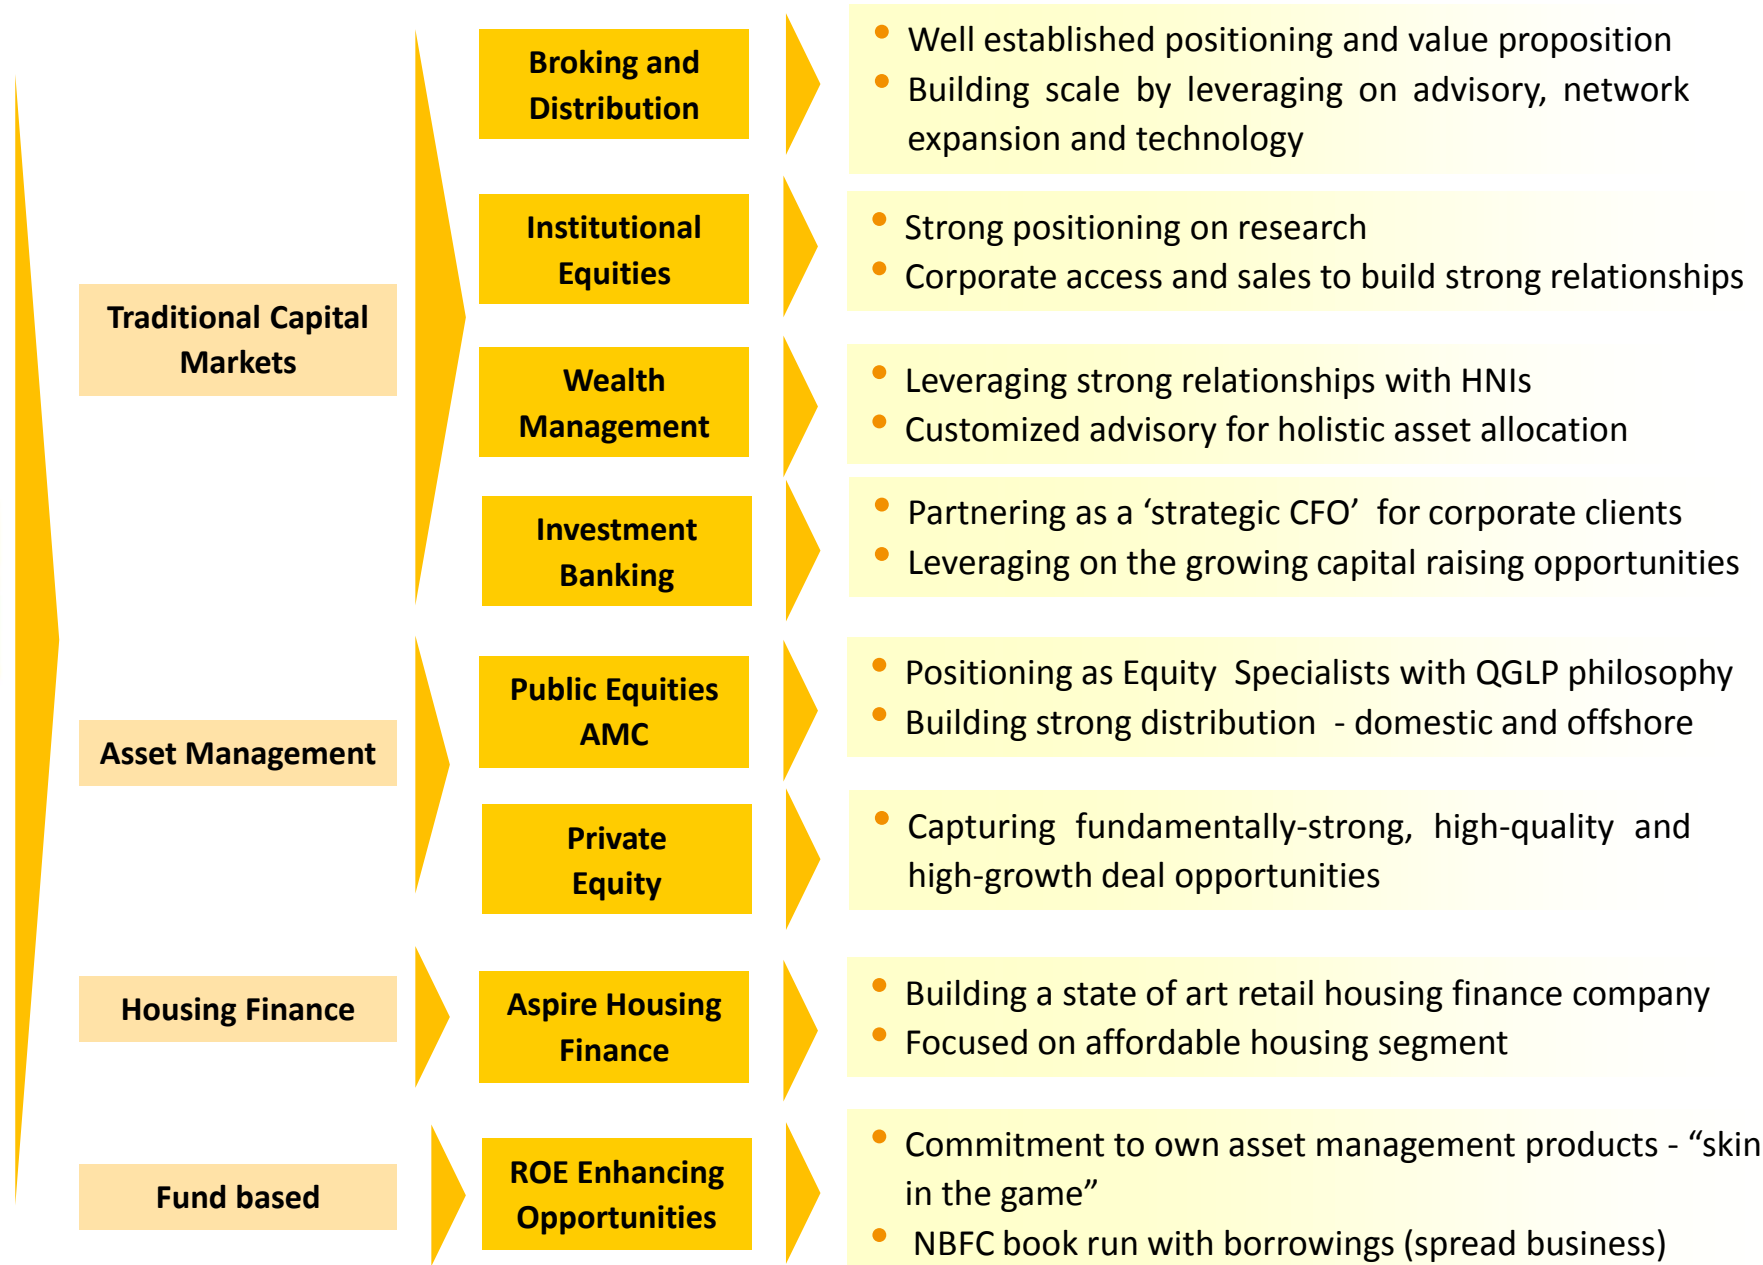 Broking and
Distribution
• Well established positioning and value proposition
• Building scale by leveraging on advisory, network
expansion and technology
Institutional
Equities
• Strong positioning on research
• Corporate access and sales to build strong relationships
Traditional Capital
Markets
Wealth
Management
• Leveraging strong relationships with HNIs
• Customized advisory for holistic asset allocation
Investment
Banking
• Partnering as a ‘strategic CFO’ for corporate clients
• Leveraging on the growing capital raising opportunities
Asset Management
Public Equities
AMC
• Positioning as Equity Specialists with QGLP philosophy
• Building strong distribution - domestic and offshore
Private
Equity
• Capturing fundamentally-strong, high-quality and
high-growth deal opportunities
Housing Finance
Aspire Housing
Finance
• Building a state of art retail housing finance company
• Focused on affordable housing segment
Fund based
ROE Enhancing
Opportunities
• Commitment to own asset management products - “skin
in the game”
• NBFC book run with borrowings (spread business)